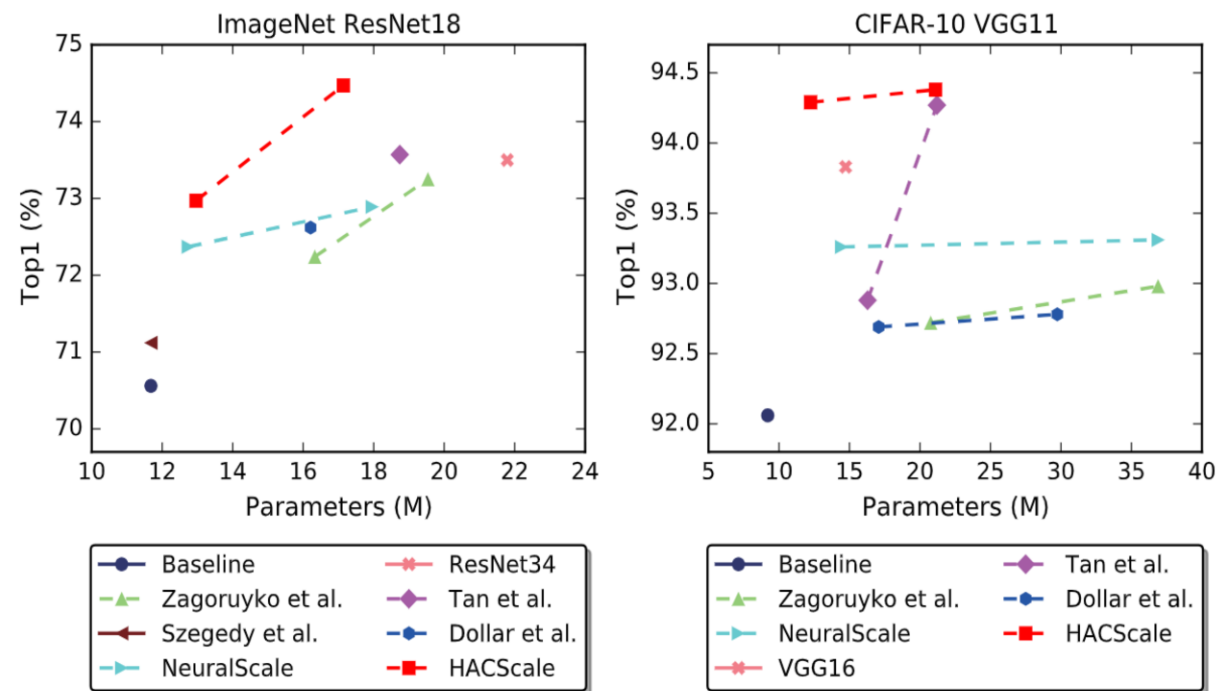 ImageNet ResNet18
75
74
73
72
71
70
Top1 (%)
10 12 14 16 18 20 22 24
Parameters (M)
Baseline
Zagoruyko et al.
Szegedy et al.
NeuralScale
ResNet34
Tan et al.
Dollar et al.
HACScale
CIFAR-10 VGG11
94.5
94.0
93.5
93.0
92.5
92.0
Top1 (%)
5 10 15 20 25 30 35 40
Parameters (M)
Baseline
Zagoruyko et al.
NeuralScale
VGG16
Tan et al.
Dollar et al.
HACScale